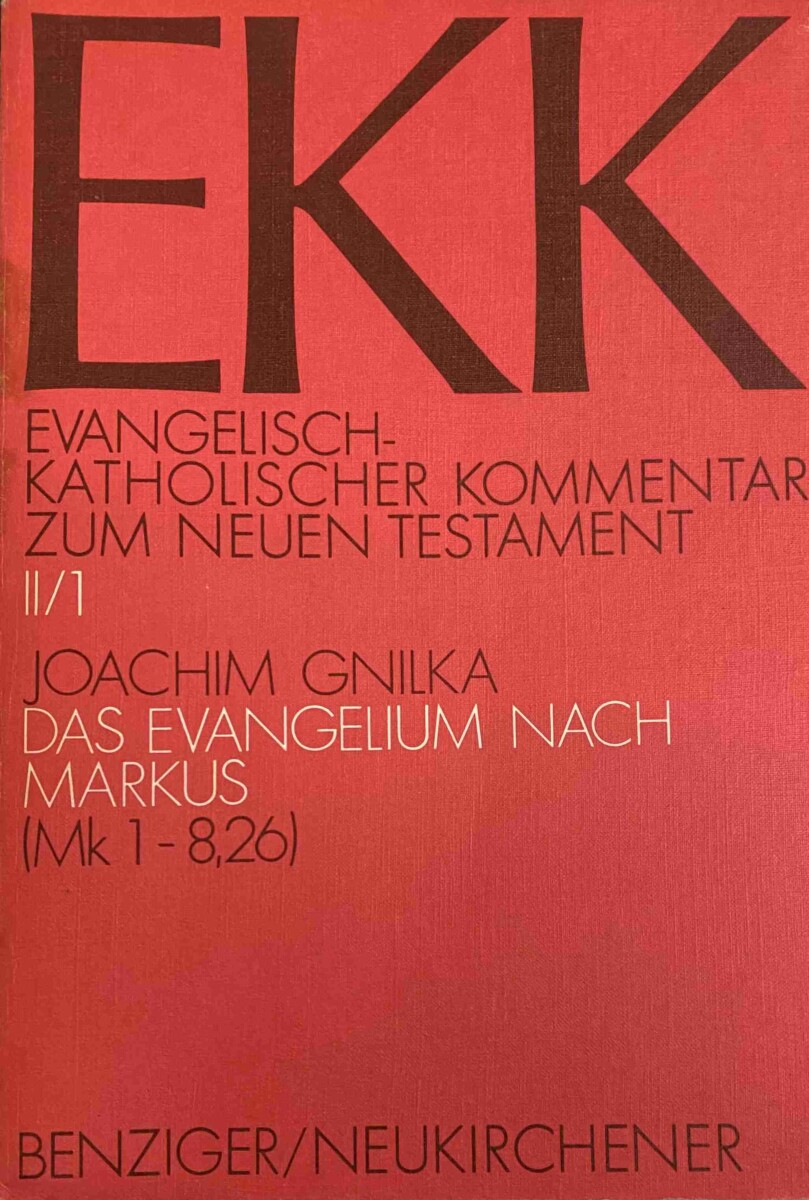 EKK
EVANGELISCH-
KATHOLISCHER KOMMENTAR
ZUM NEUEN TESTAMENT
II/1
JOACHIM GNILKA
DAS EVANGELIUM NACH
MARKUS
(Mk 1-8,26)
BENZIGER/NEUKIRCHENER